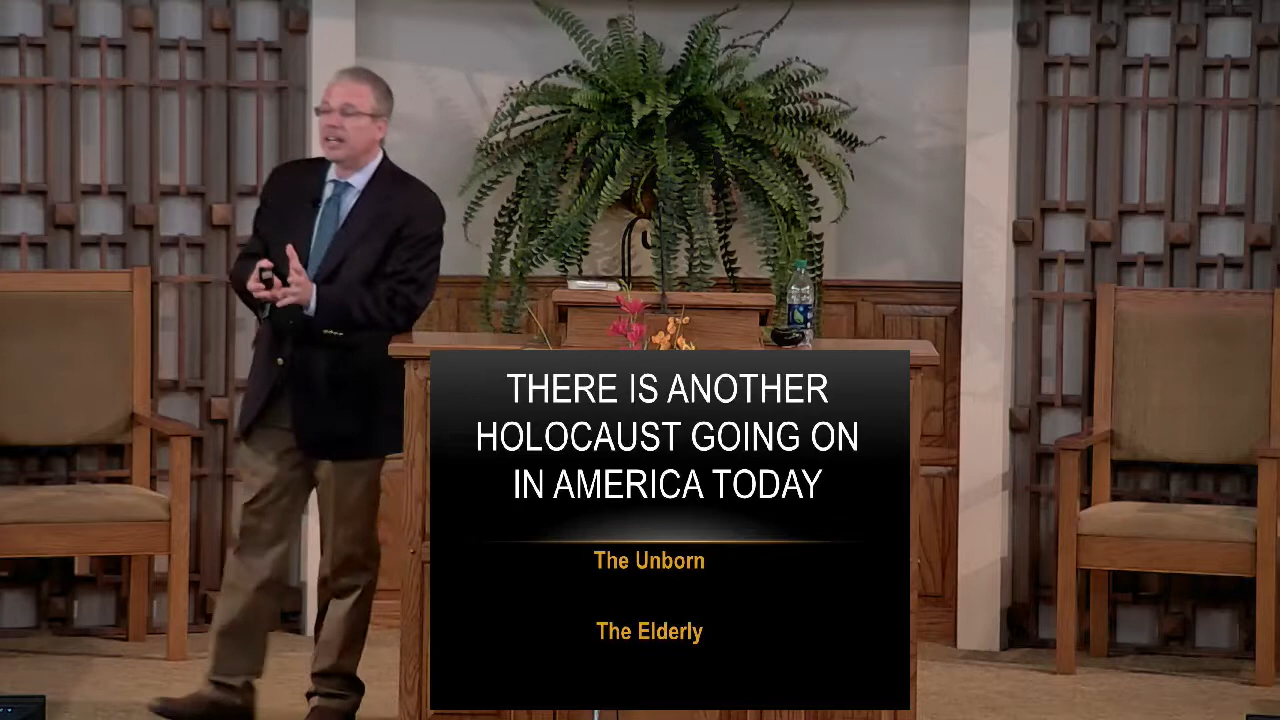 THERE IS ANOTHER
HOLOCAUST GOING ON
IN AMERICA TODAY
The Unborn
The Elderly